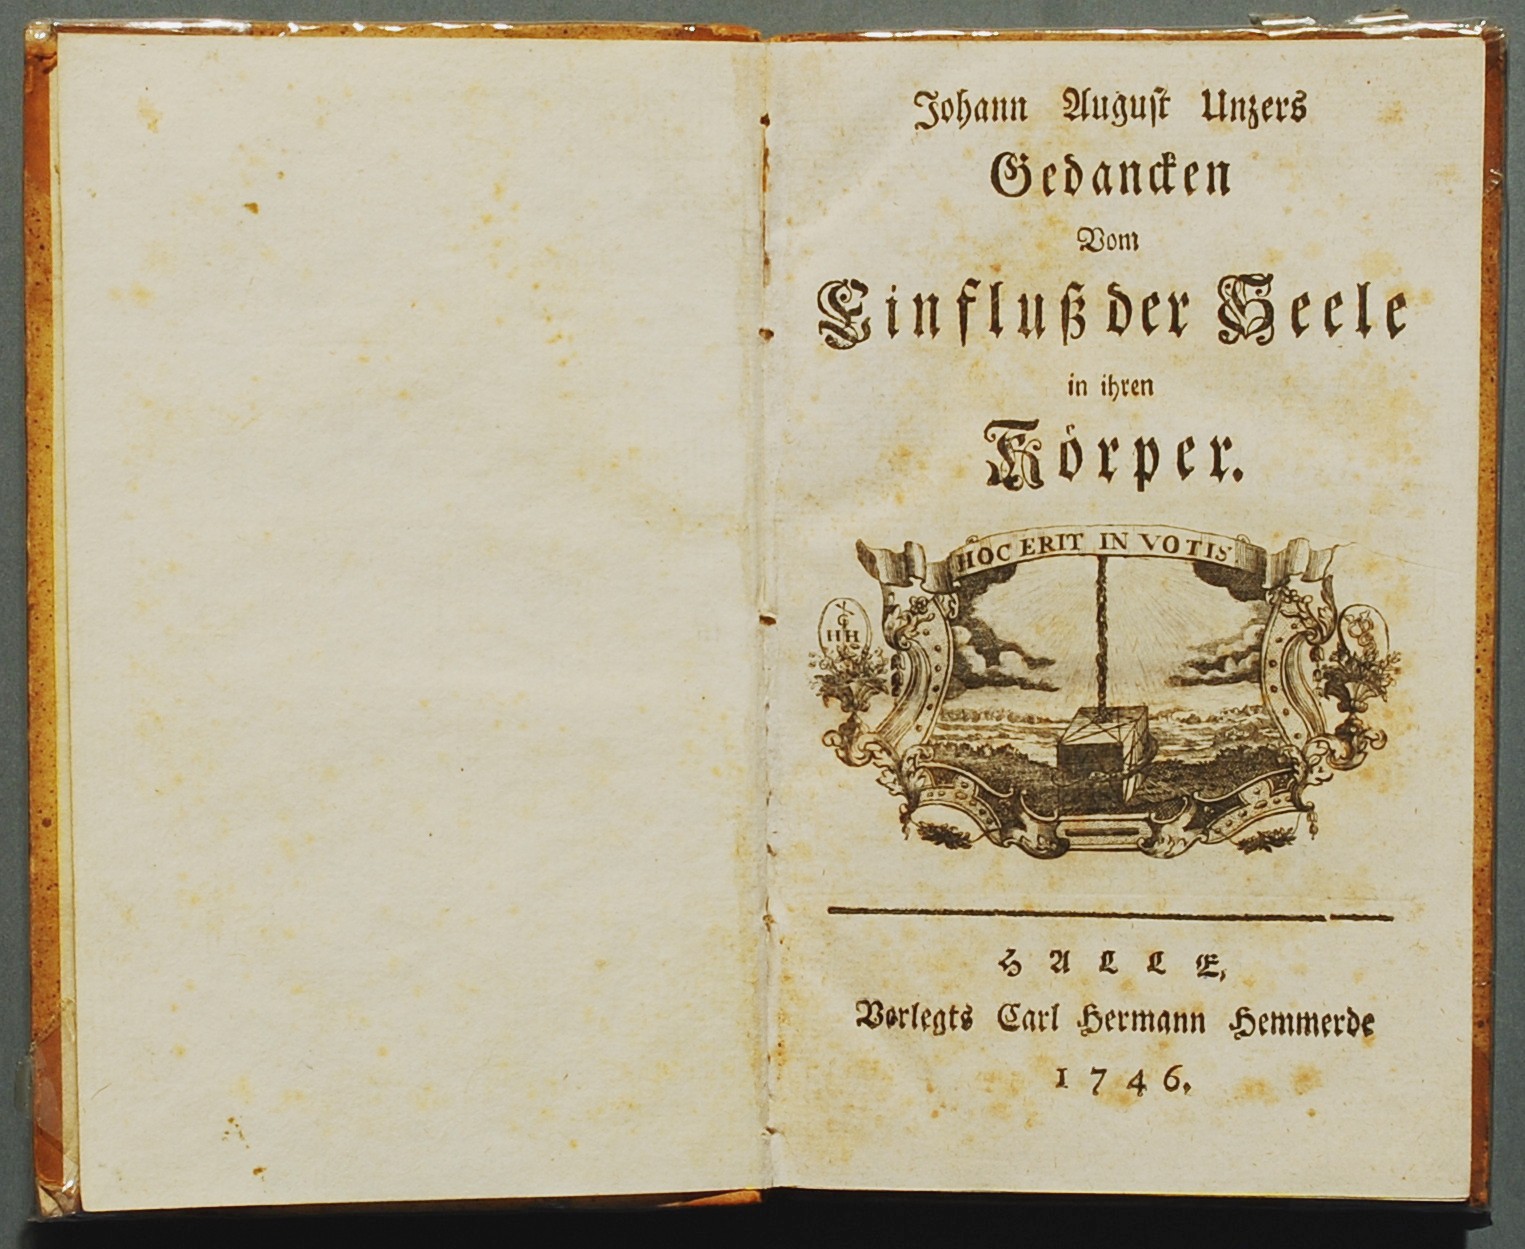 Johann August Unzers
Gedancken
Vom
Einfluß der Seele
in ihren
Körper.
HOC ERIT IN VOTIS
HH
HALLE,
Verlegts Carl Hermann Hemmerde
1746.